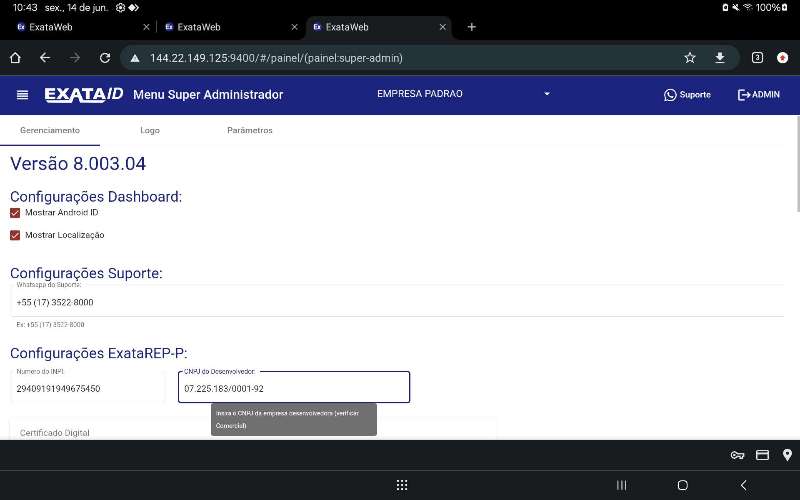 10:43 sex., 14 de jun. 100%
ExataWeb ExataWeb ExataWeb
144.22.149.125:9400/#/painel/(painel:super-admin) 3
EXATA ID Menu Super Administrador EMPRESA PADRAO Suporte ADMIN
Gerenciamento Logo Parâmetros
Versão 8.003.04
Configurações Dashboard:
Mostrar Android ID
Mostrar Localização
Configurações Suporte:
Whatsapp do Suporte:
+55 (17) 3522-8000
Ex: +55 (17) 3522-8000
Configurações ExataREP-P:
Numero do INPI: CNPJ do Desenvolvedor:
29409191949675450 07.225.183/0001-92
Insira o CNPJ da empresa desenvolvedora (verificar
Comercial)
Certificado Digital